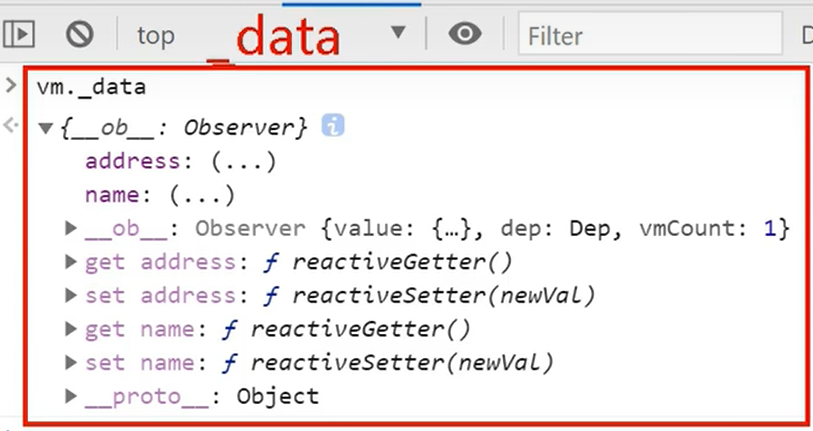 top _data Filter
vm._data
{__ob__: Observer} i
address: (...)
name: (...)
__ob__: Observer {value: {…}, dep: Dep, vmCount: 1}
get address: ƒ reactiveGetter()
set address: ƒ reactiveSetter(newVal)
get name: ƒ reactiveGetter()
set name: ƒ reactiveSetter(newVal)
__proto__: Object